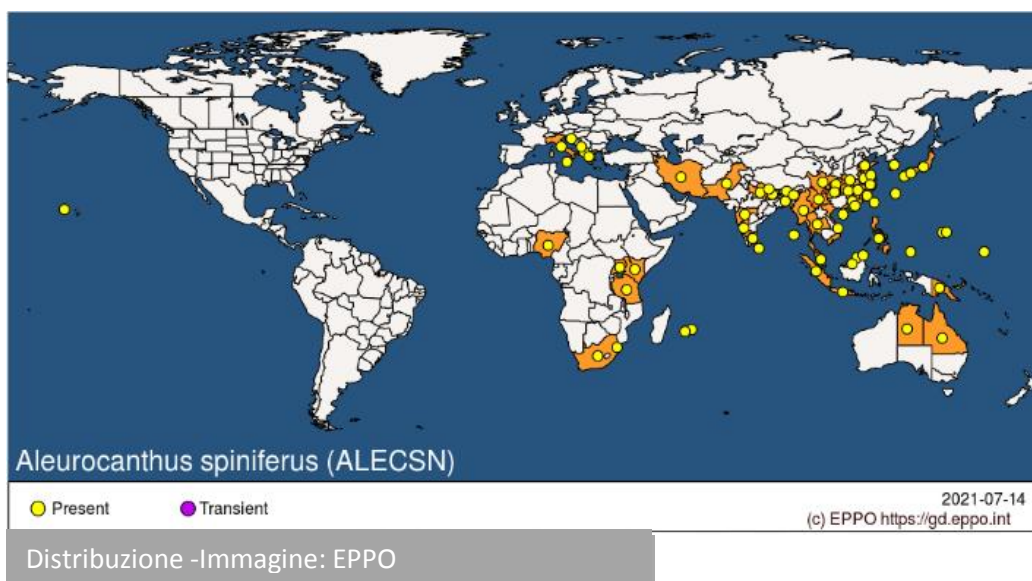 Aleurocanthus spiniferus (ALECSN)
Present
Transient
2021-07-14
(c) EPPO https://gd.eppo.int
Distribuzione -Immagine: EPPO